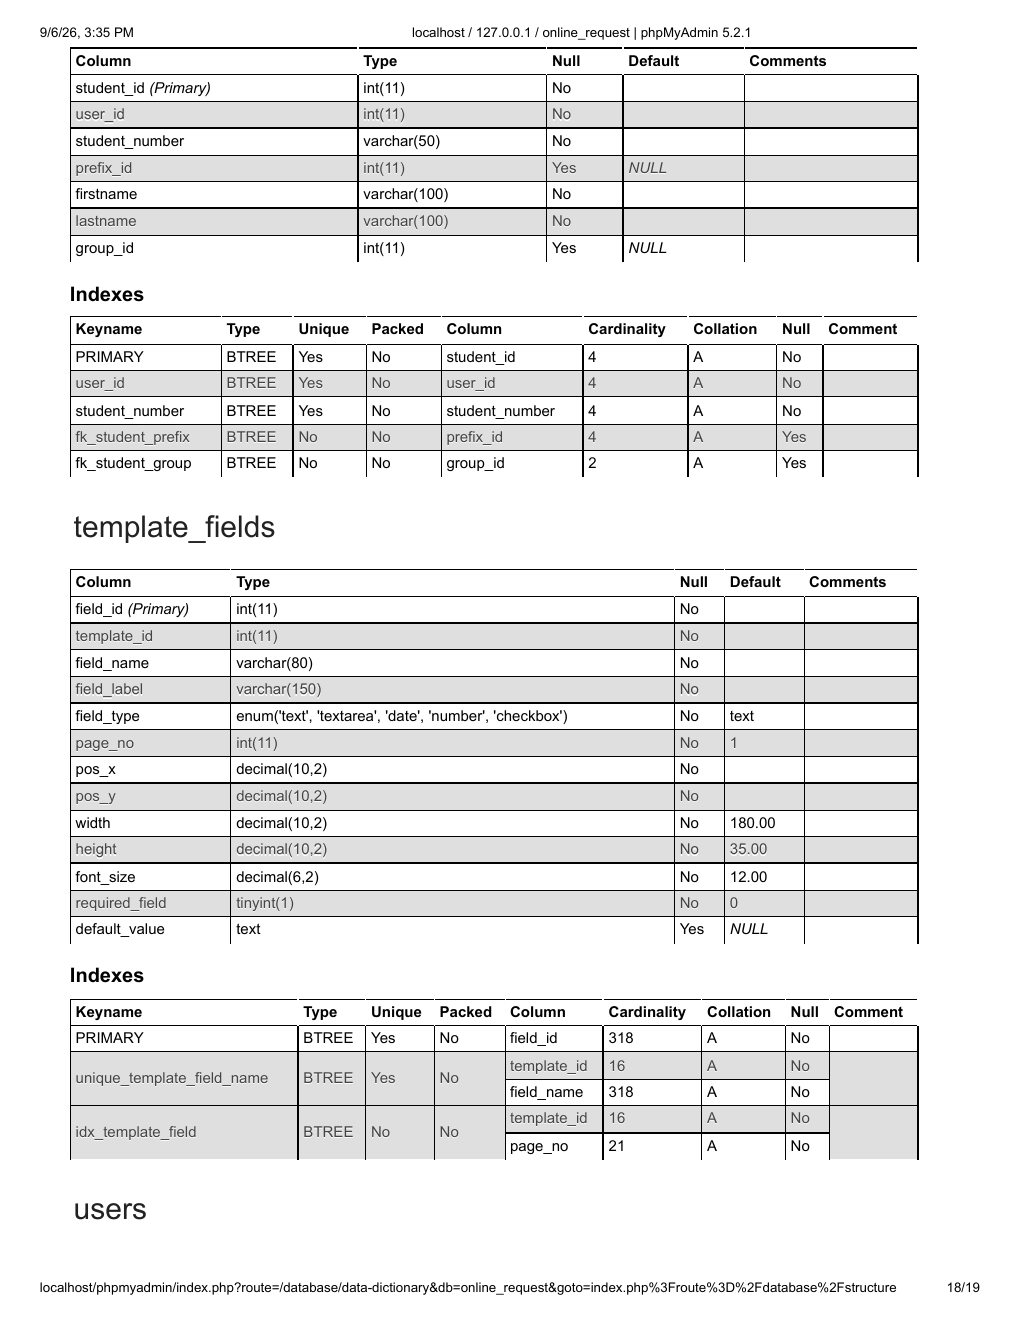 9/6/26, 3:35 PM localhost / 127.0.0.1 / online_request | phpMyAdmin 5.2.1
Column Type Null Default Comments
student_id (Primary) int(11) No
user_id int(11) No
student_number varchar(50) No
prefix_id int(11) Yes NULL
firstname varchar(100) No
lastname varchar(100) No
group_id int(11) Yes NULL
Indexes
Keyname Type Unique Packed Column Cardinality Collation Null Comment
PRIMARY BTREE Yes No student_id 4 A No
user_id BTREE Yes No user_id 4 A No
student_number BTREE Yes No student_number 4 A No
fk_student_prefix BTREE No No prefix_id 4 A Yes
fk_student_group BTREE No No group_id 2 A Yes
template_fields
Column Type Null Default Comments
field_id (Primary) int(11) No
template_id int(11) No
field_name varchar(80) No
field_label varchar(150) No
field_type enum('text', 'textarea', 'date', 'number', 'checkbox') No text
page_no int(11) No 1
pos_x decimal(10,2) No
pos_y decimal(10,2) No
width decimal(10,2) No 180.00
height decimal(10,2) No 35.00
font_size decimal(6,2) No 12.00
required_field tinyint(1) No 0
default_value text Yes NULL
Indexes
Keyname Type Unique Packed Column Cardinality Collation Null Comment
PRIMARY BTREE Yes No field_id 318 A No
unique_template_field_name BTREE Yes No template_id 16 A No
field_name 318 A No
idx_template_field BTREE No No template_id 16 A No
page_no 21 A No
users
localhost/phpmyadmin/index.php?route=/database/data-dictionary&db=online_request&goto=index.php%3Froute%3D%2Fdatabase%2Fstructure 18/19